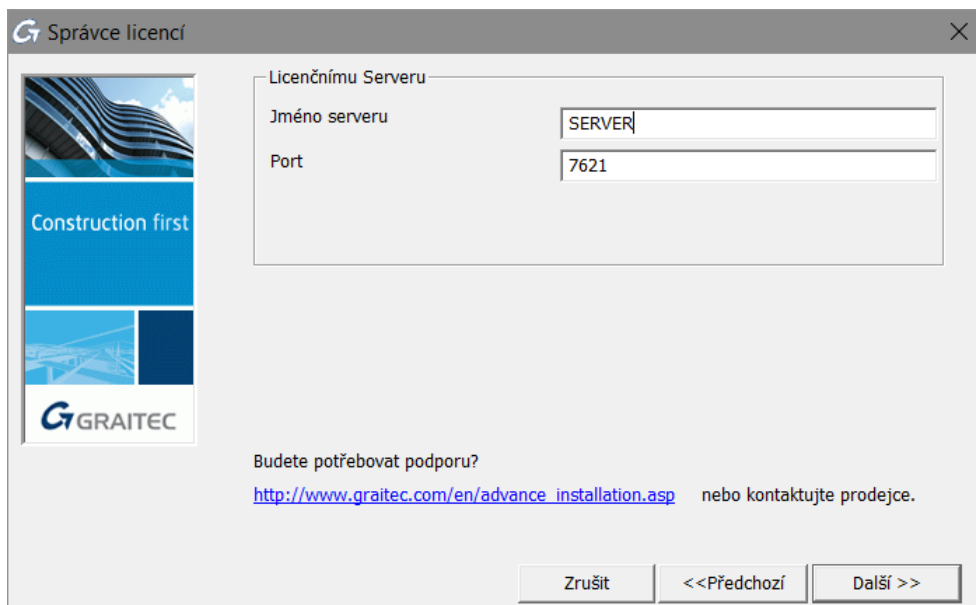 Správce licencí
Licenčnímu Serveru
Jméno serveru
SERVER
Port
7621
Construction first
GRAITEC
Budete potřebovat podporu?
http://www.graitec.com/en/advance_installation.asp nebo kontaktujte prodejce.
Zrušit <<Předchozí Další >>